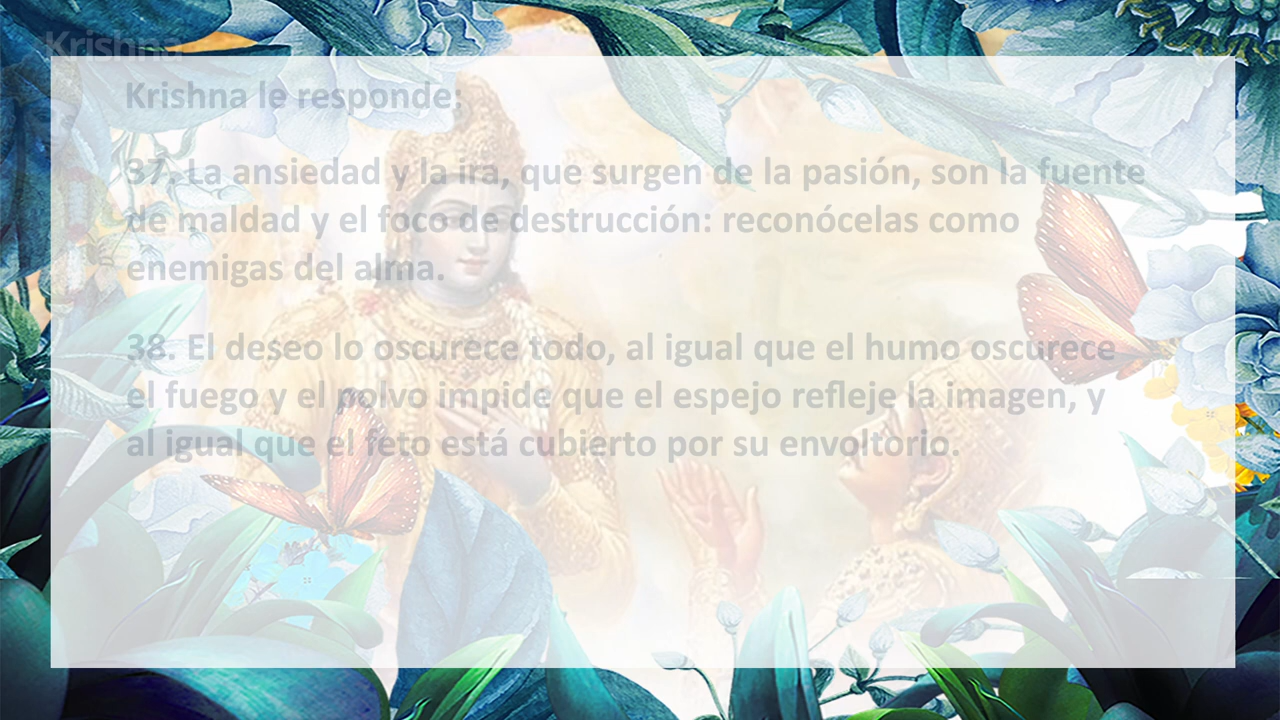 Krishna
Krishna le responde:
37. La ansiedad y la ira, que surgen de la pasión, son la fuente
de maldad y el foco de destrucción: reconócelas como
enemigas del alma.
38. El deseo lo oscurece todo, al igual que el humo oscurece
el fuego y el polvo impide que el espejo refleje la imagen, y
al igual que el feto está cubierto por su envoltorio.